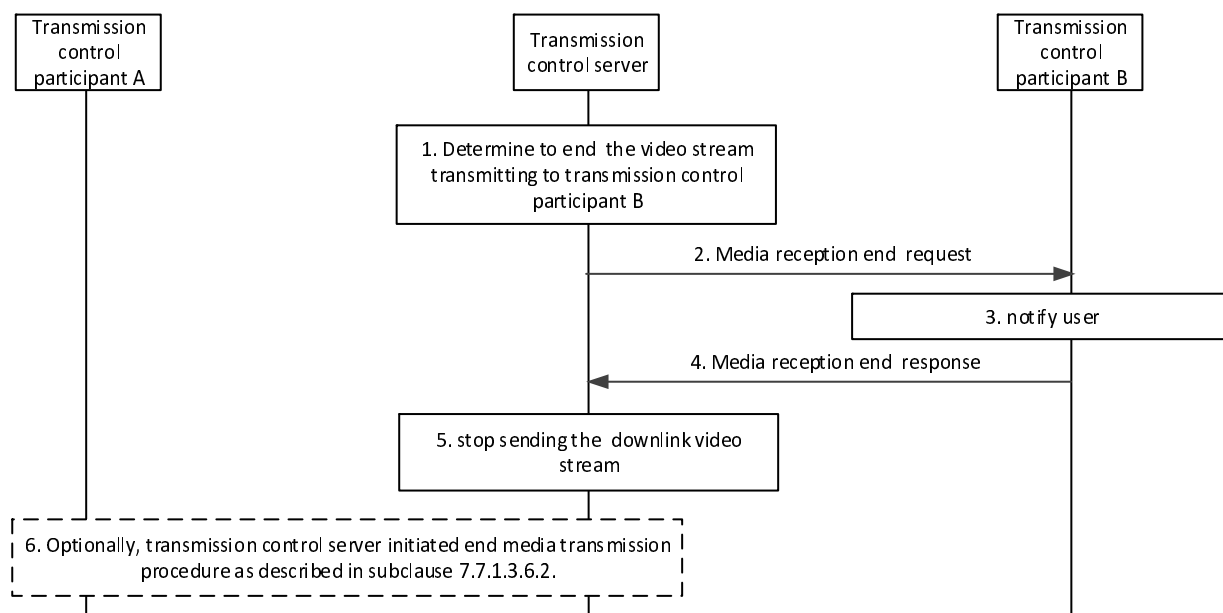 Transmission
control
participant A
Transmission
control server
Transmission
control
participant B
1. Determine to end the video stream
transmitting to transmission control
participant B
2. Media reception end request
3. notify user
4. Media reception end response
5. stop sending the downlink video
stream
6. Optionally, transmission control server initiated end media transmission
procedure as described in subclause 7.7.1.3.6.2.